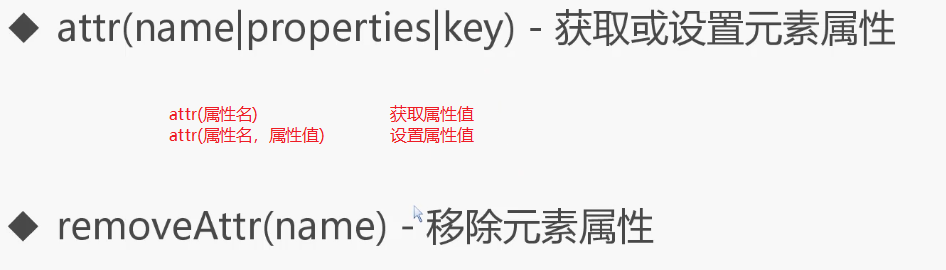 ◆ attr(name|properties|key) - 获取或设置元素属性
attr(属性名) 获取属性值
attr(属性名，属性值) 设置属性值
◆ removeAttr(name) - 移除元素属性